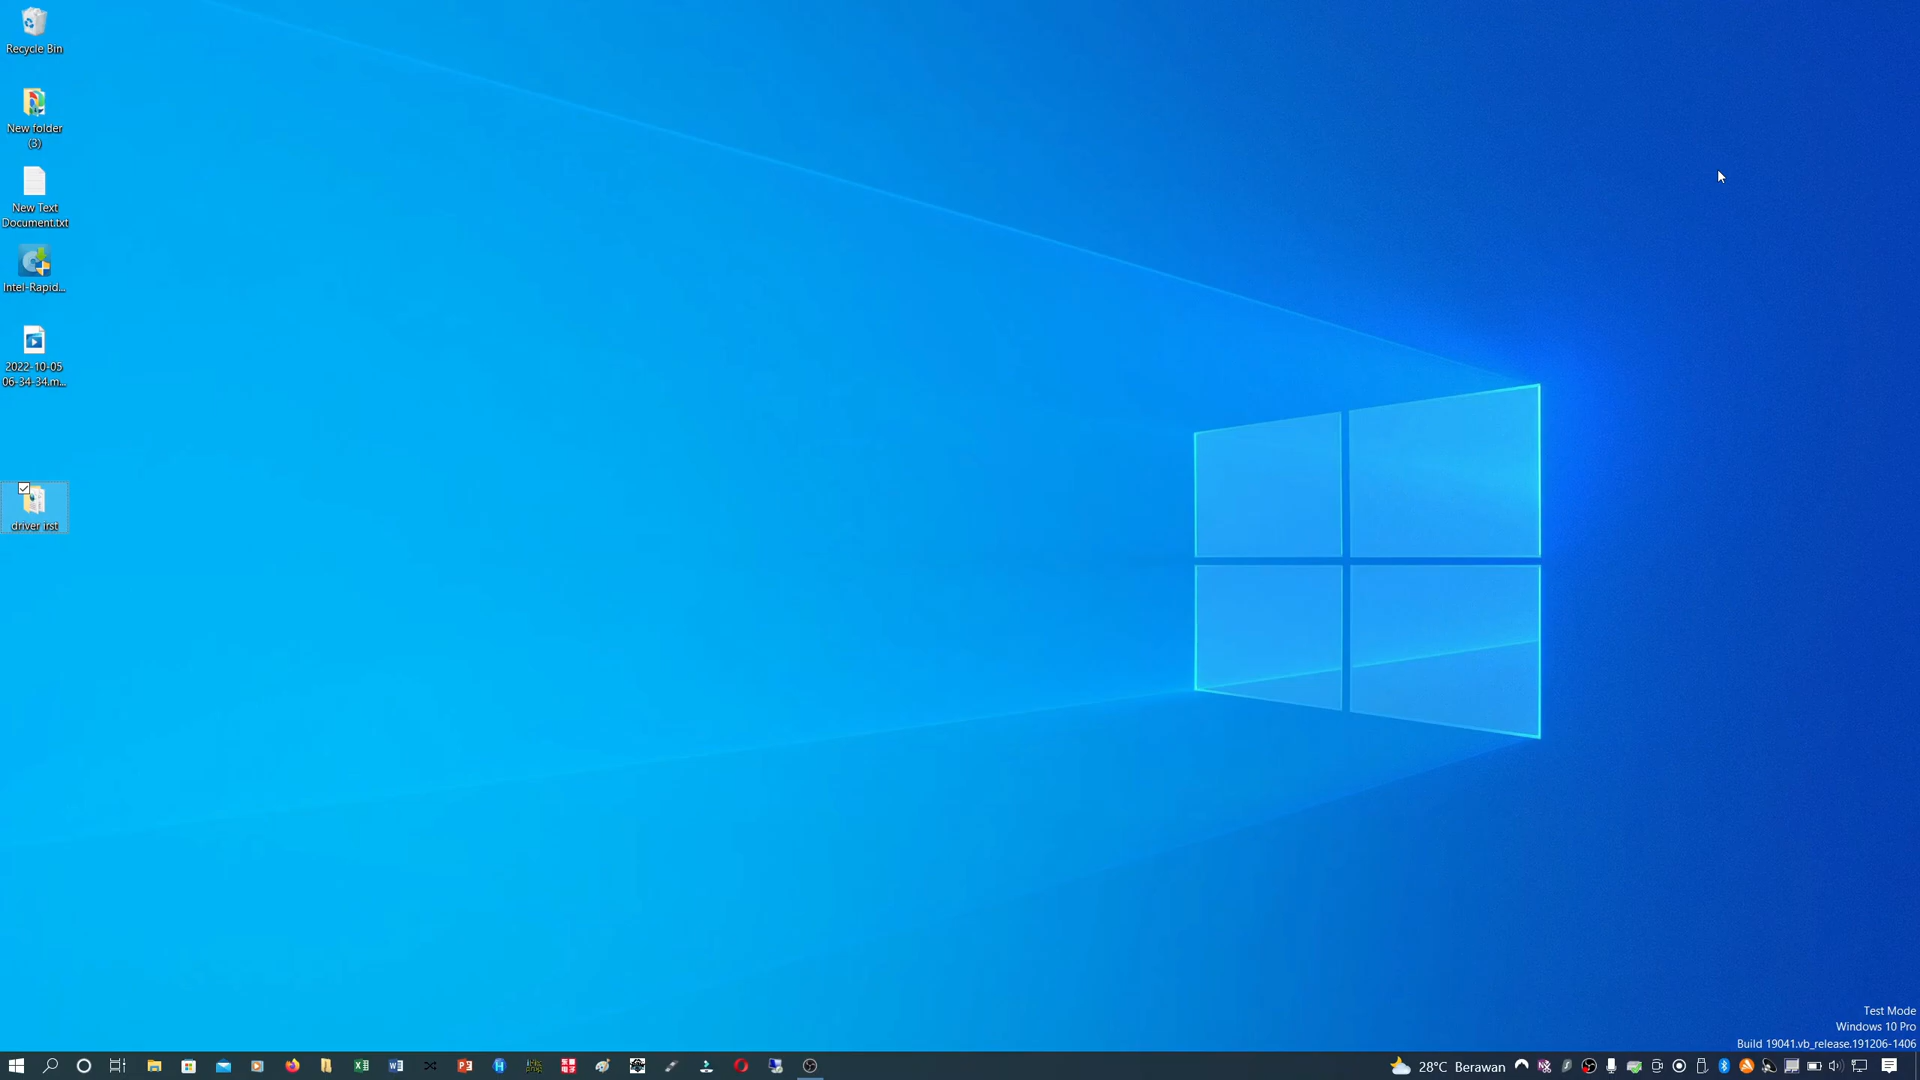 Recycle Bin
New folder
(3)
New Text
Document.txt
Intel-Rapid...
2022-10-05
06-34-34.m...
driver irst
Test Mode
Windows 10 Pro
Build 19041.vb_release.191206-1406
28°C Berawan